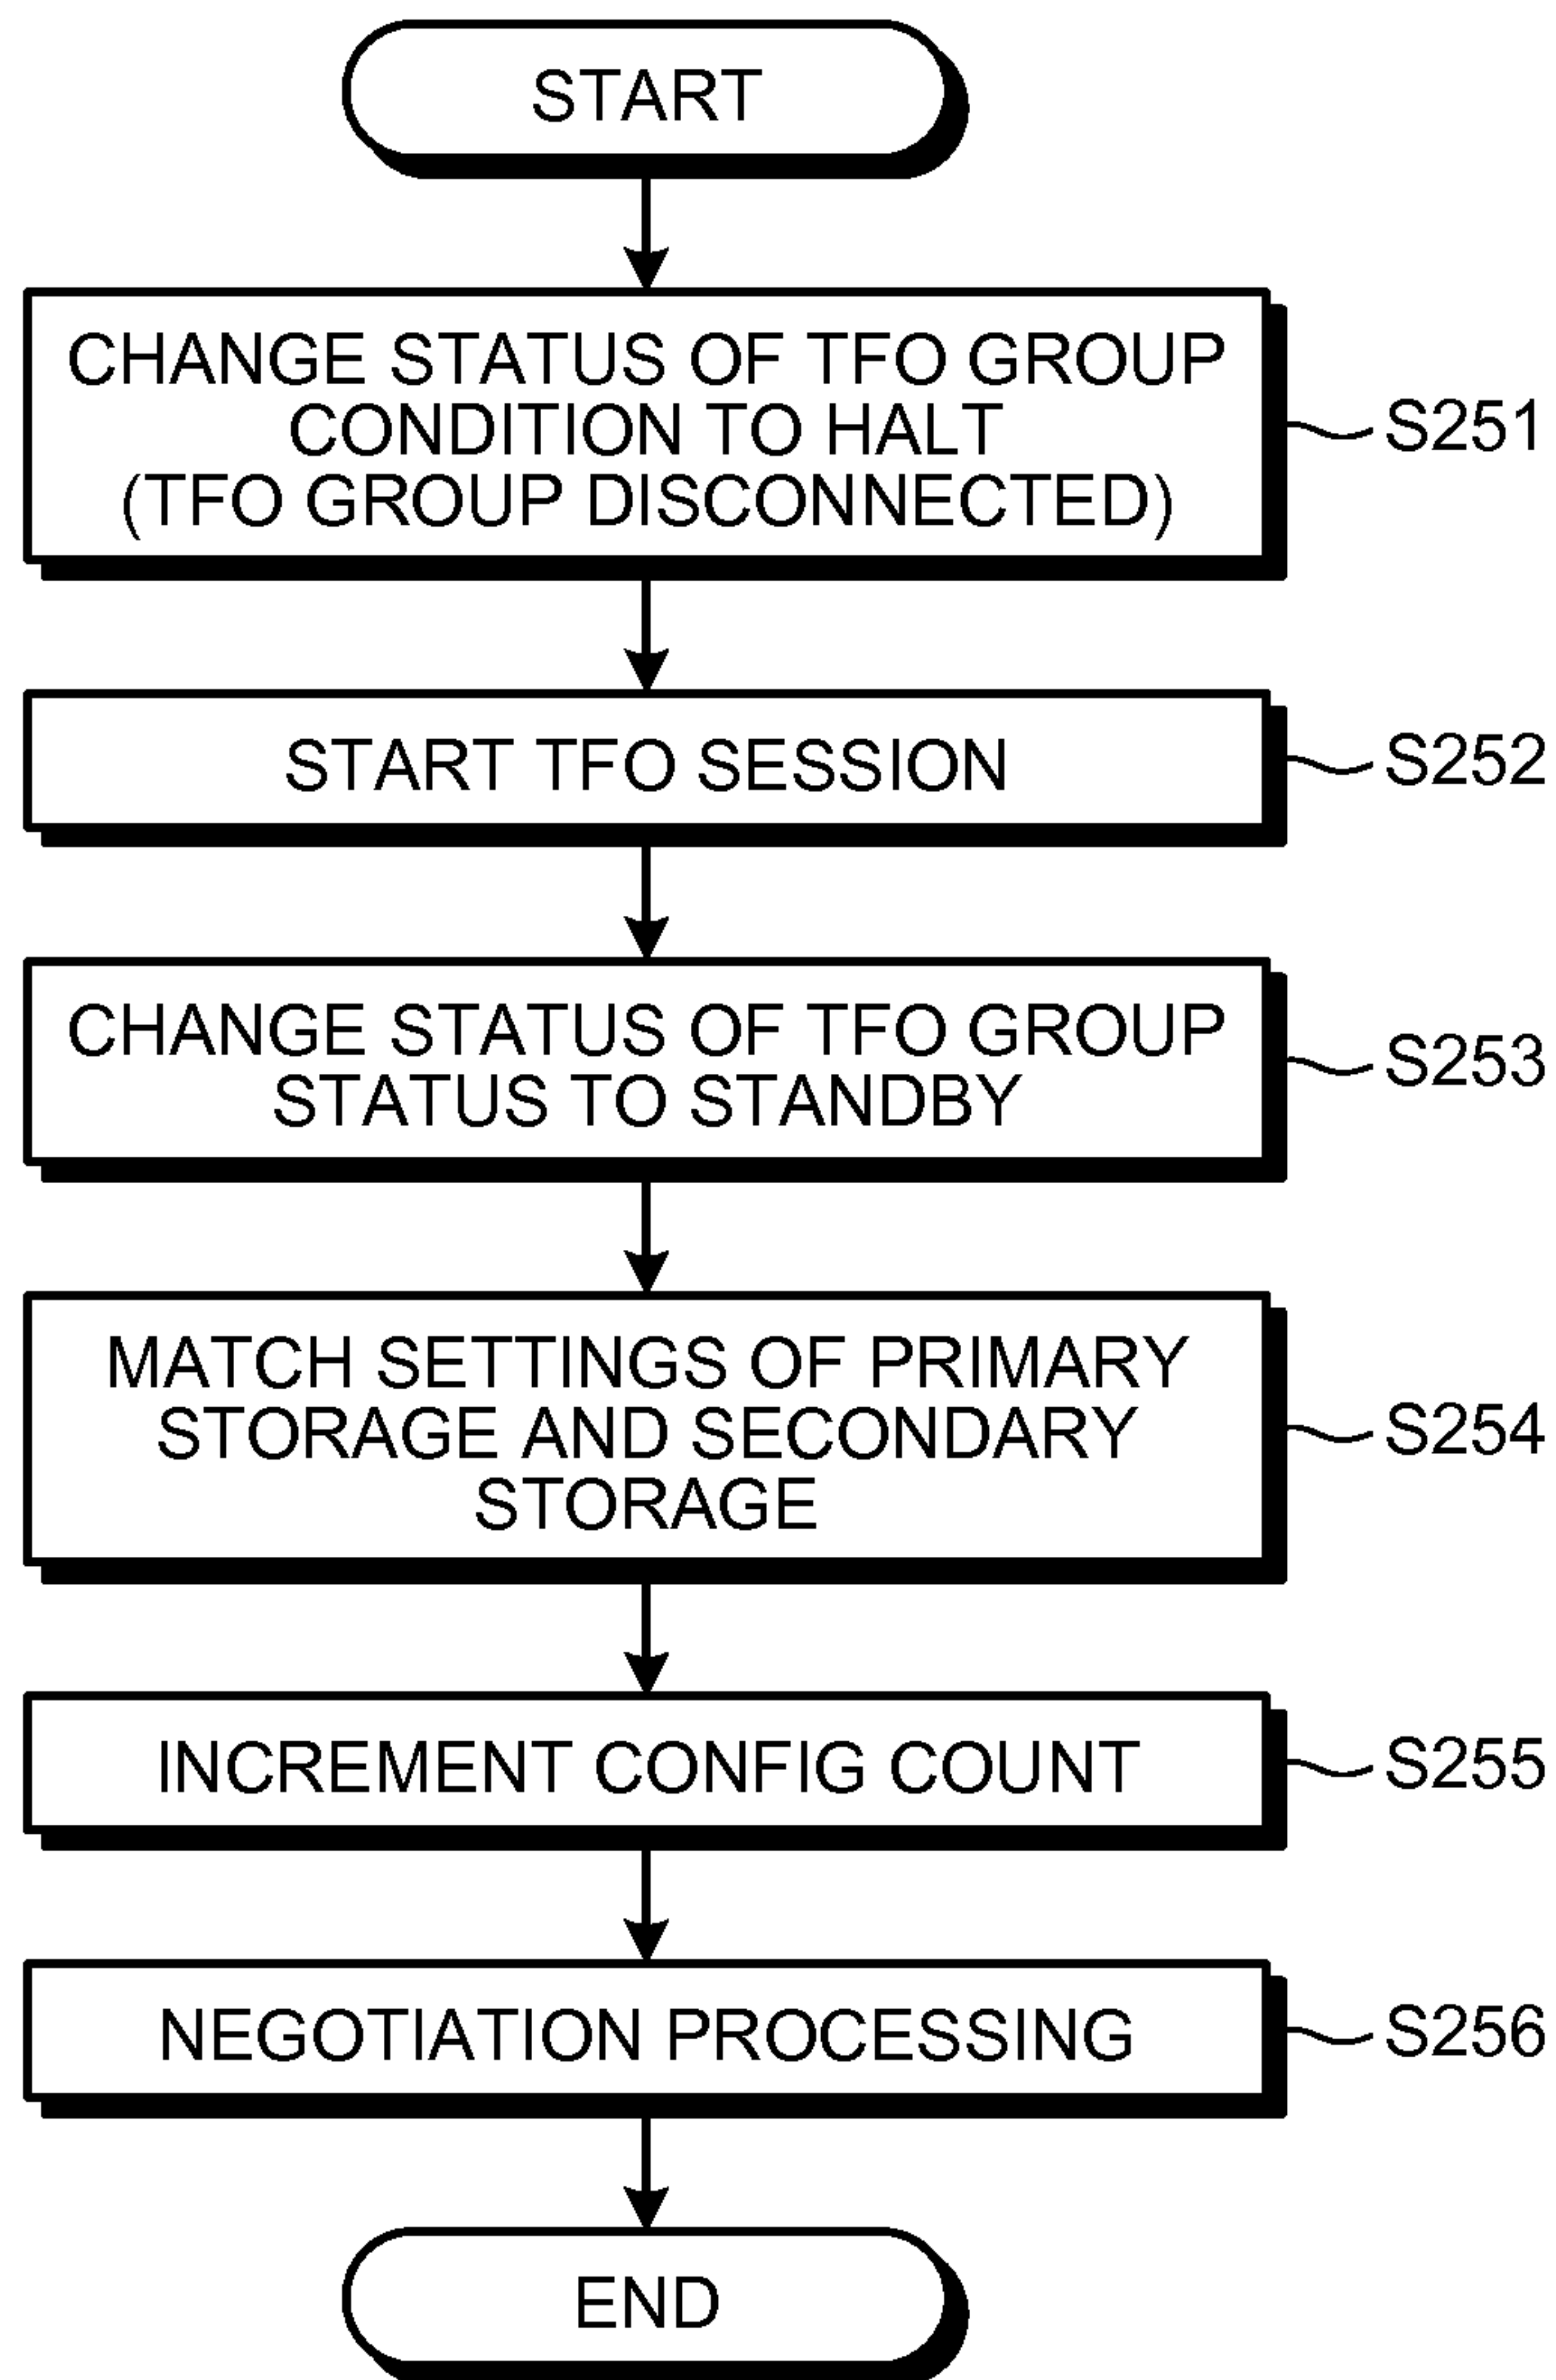 START
CHANGE STATUS OF TFO GROUP
CONDITION TO HALT
(TFO GROUP DISCONNECTED)
S251
START TFO SESSION
S252
CHANGE STATUS OF TFO GROUP
STATUS TO STANDBY
S253
MATCH SETTINGS OF PRIMARY
STORAGE AND SECONDARY
STORAGE
S254
INCREMENT CONFIG COUNT
S255
NEGOTIATION PROCESSING
S256
END